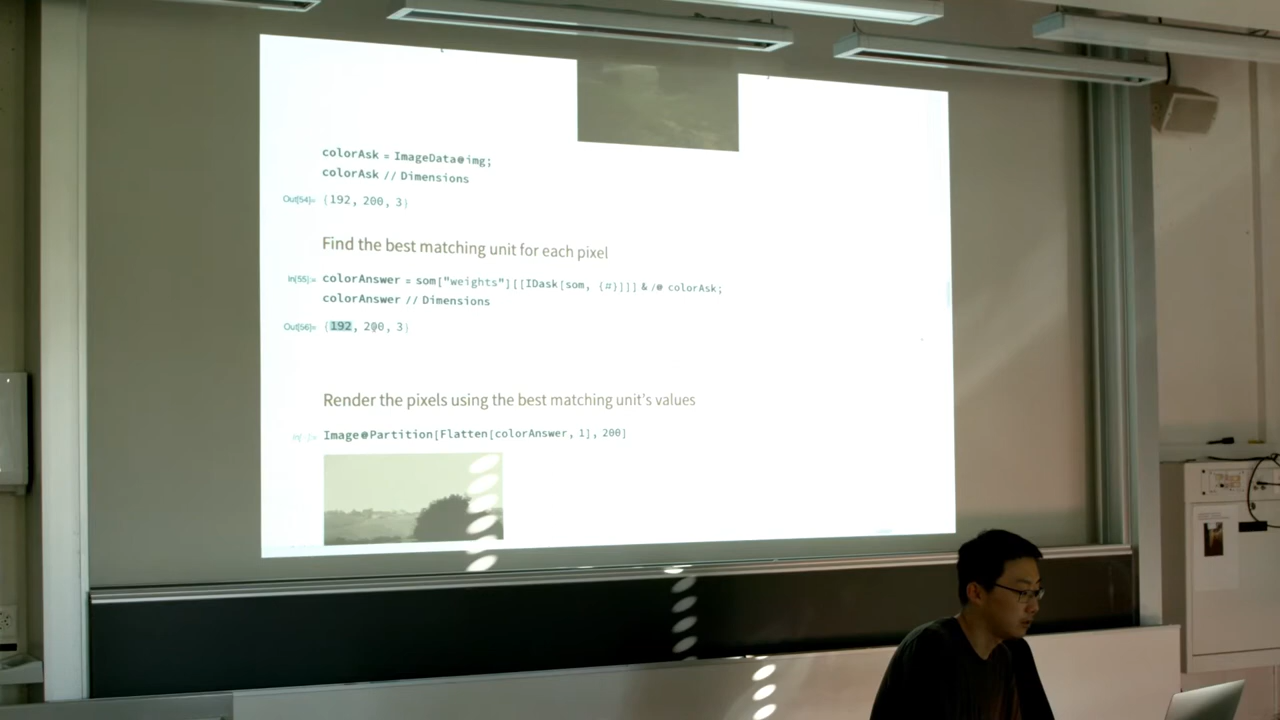 colorAsk = ImageData@img;
colorAsk // Dimensions
Out[54]= {192, 200, 3}
Find the best matching unit for each pixel
In[55]:= colorAnswer = som["weights"][[IDask[som, {#}]]] & /@ colorAsk;
colorAnswer // Dimensions
Out[56]= {192, 200, 3}
Render the pixels using the best matching unit's values
Image@Partition[Flatten[colorAnswer, 1], 200]